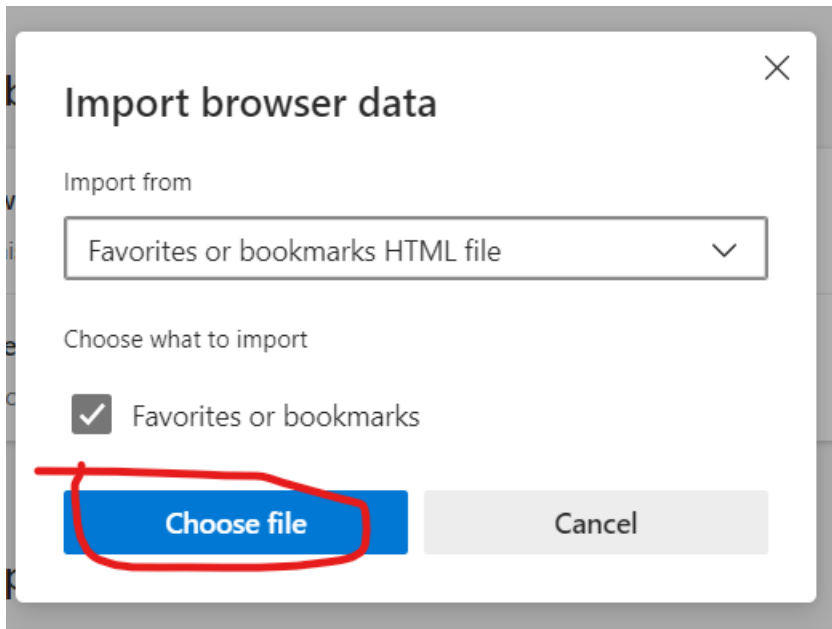 Import browser data
Import from
Favorites or bookmarks HTML file
Choose what to import
Favorites or bookmarks
Choose file
Cancel